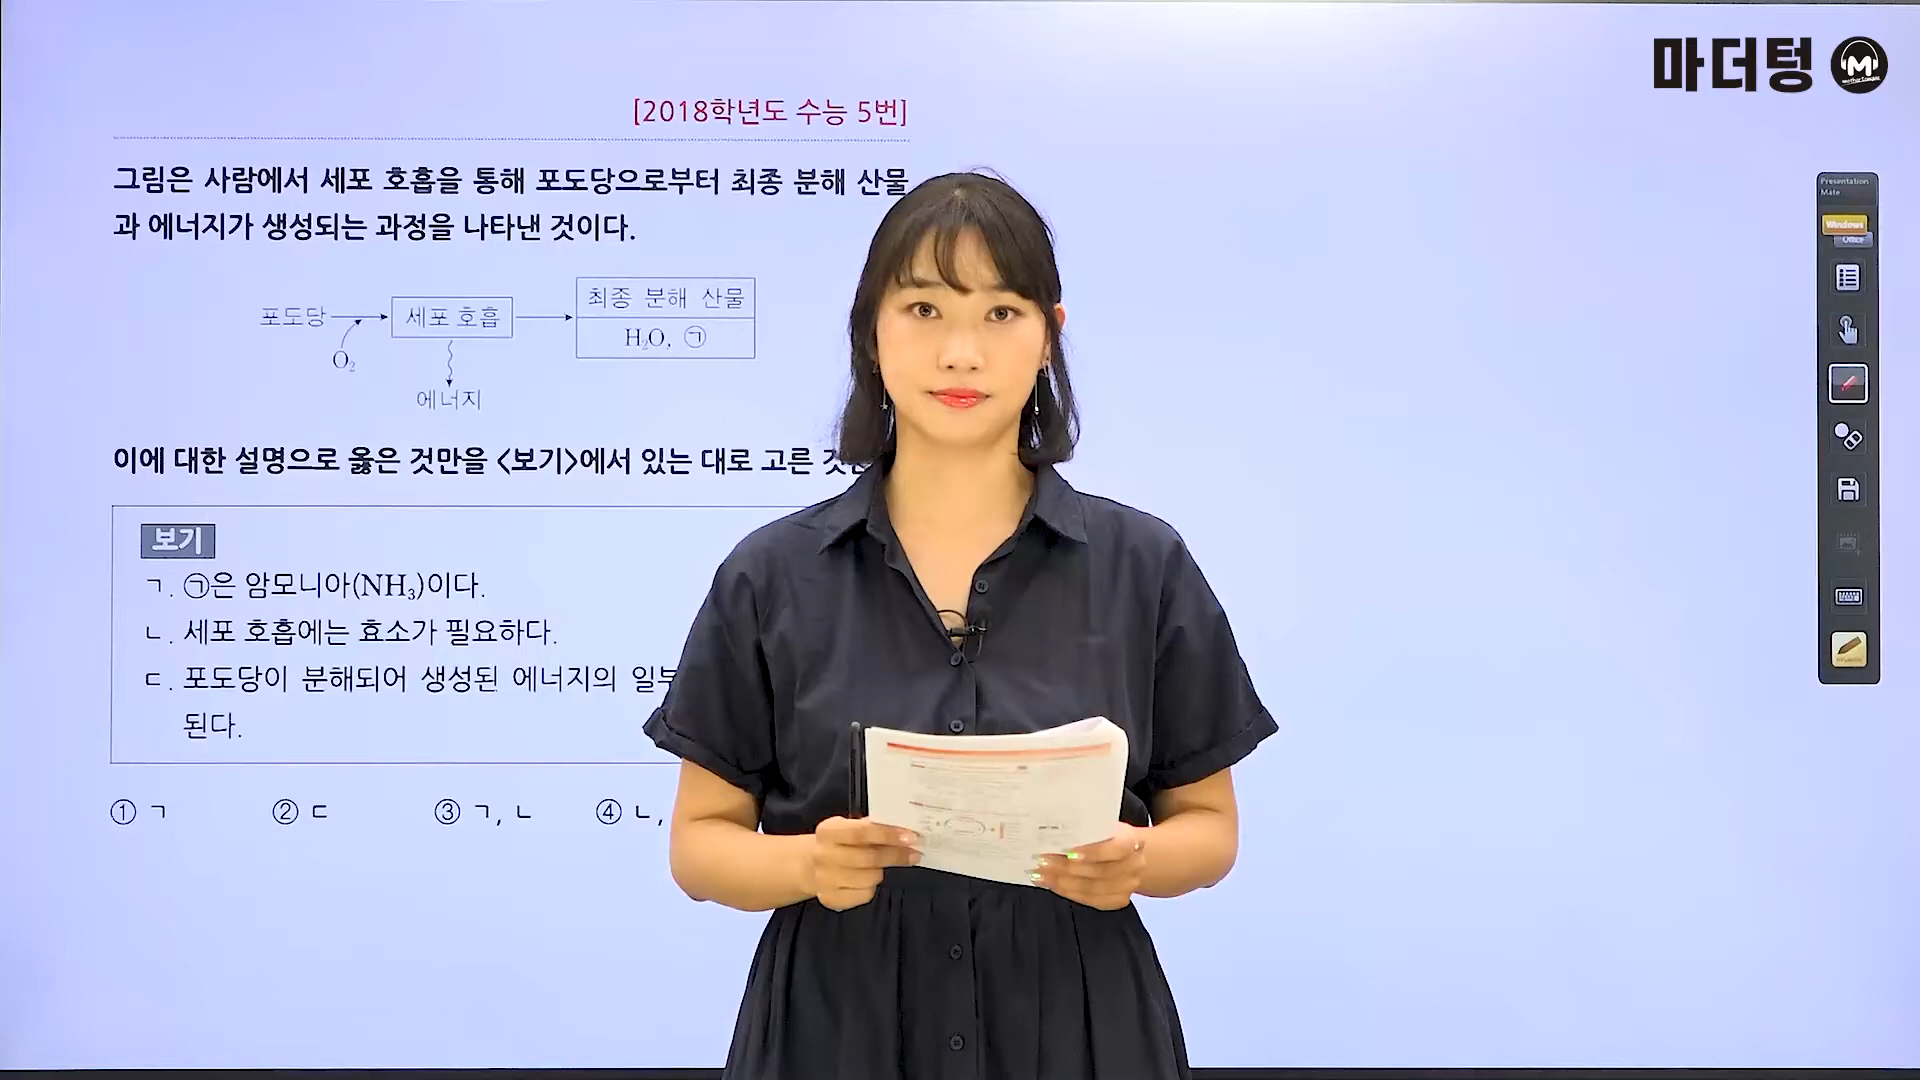 마더텅
[2018학년도 수능 5번]
그림은 사람에서 세포 호흡을 통해 포도당으로부터 최종 분해 산물
과 에너지가 생성되는 과정을 나타낸 것이다.
포도당
세포 호흡
최종 분해 산물
H₂O, ㉠
O₂
에너지
이에 대한 설명으로 옳은 것만을 <보기>에서 있는 대로 고른
보기
ㄱ. ㉠은 암모니아(NH₃)이다.
ㄴ. 세포 호흡에는 효소가 필요하다.
ㄷ. 포도당이 분해되어 생성된 에너지의
된다.
① ㄱ ② ㄷ ③ ㄱ, ㄴ ④ ㄴ,
Presentation
Mate
Windows
Office